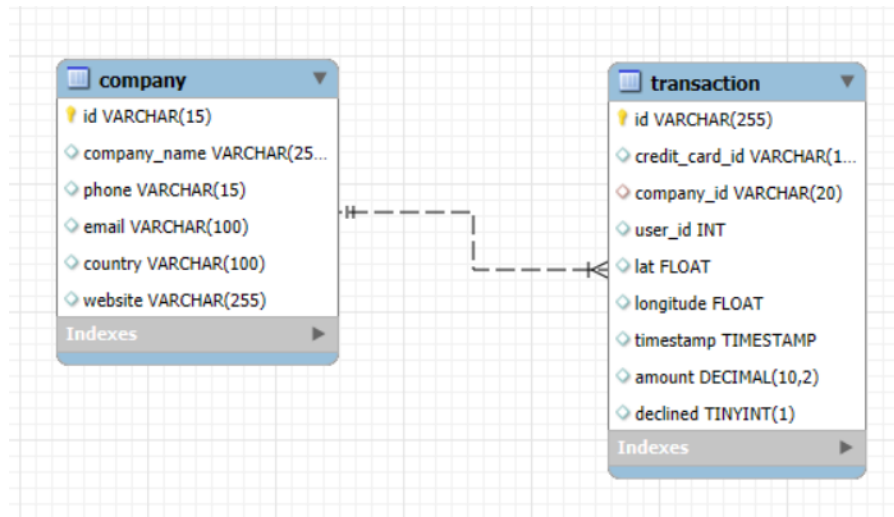 company
id VARCHAR(15)
company_name VARCHAR(25...
phone VARCHAR(15)
email VARCHAR(100)
country VARCHAR(100)
website VARCHAR(255)
Indexes
transaction
id VARCHAR(255)
credit_card_id VARCHAR(1...
company_id VARCHAR(20)
user_id INT
lat FLOAT
longitude FLOAT
timestamp TIMESTAMP
amount DECIMAL(10,2)
declined TINYINT(1)
Indexes